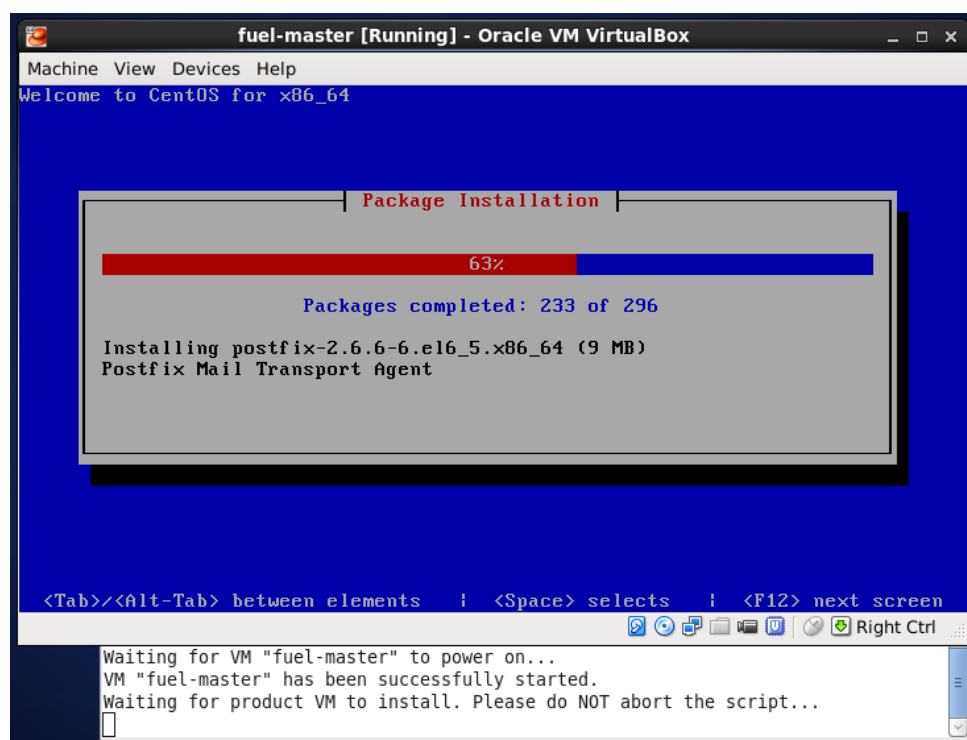 fuel-master [Running] - Oracle VM VirtualBox
Machine View Devices Help
Welcome to CentOS for x86_64
Package Installation
63%
Packages completed: 233 of 296
Installing postfix-2.6.6-6.el6_5.x86_64 (9 MB)
Postfix Mail Transport Agent
<Tab>/<Alt-Tab> between elements | <Space> selects | <F12> next screen
Right Ctrl
Waiting for VM "fuel-master" to power on...
VM "fuel-master" has been successfully started.
Waiting for product VM to install. Please do NOT abort the script...